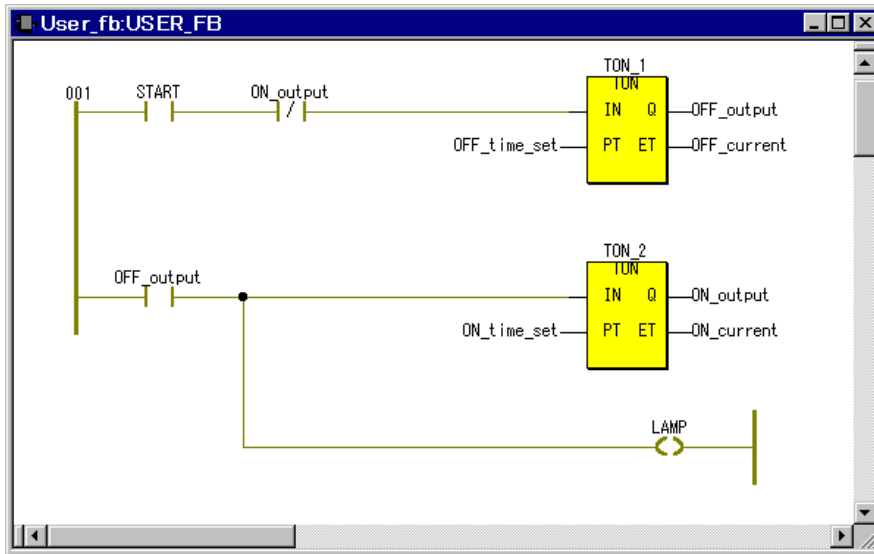 User_fb:USER_FB
TON_1
001 START ON_output TON
IN Q OFF_output
OFF_time_set PT ET OFF_current
TON_2
OFF_output TON
IN Q ON_output
ON_time_set PT ET ON_current
LAMP